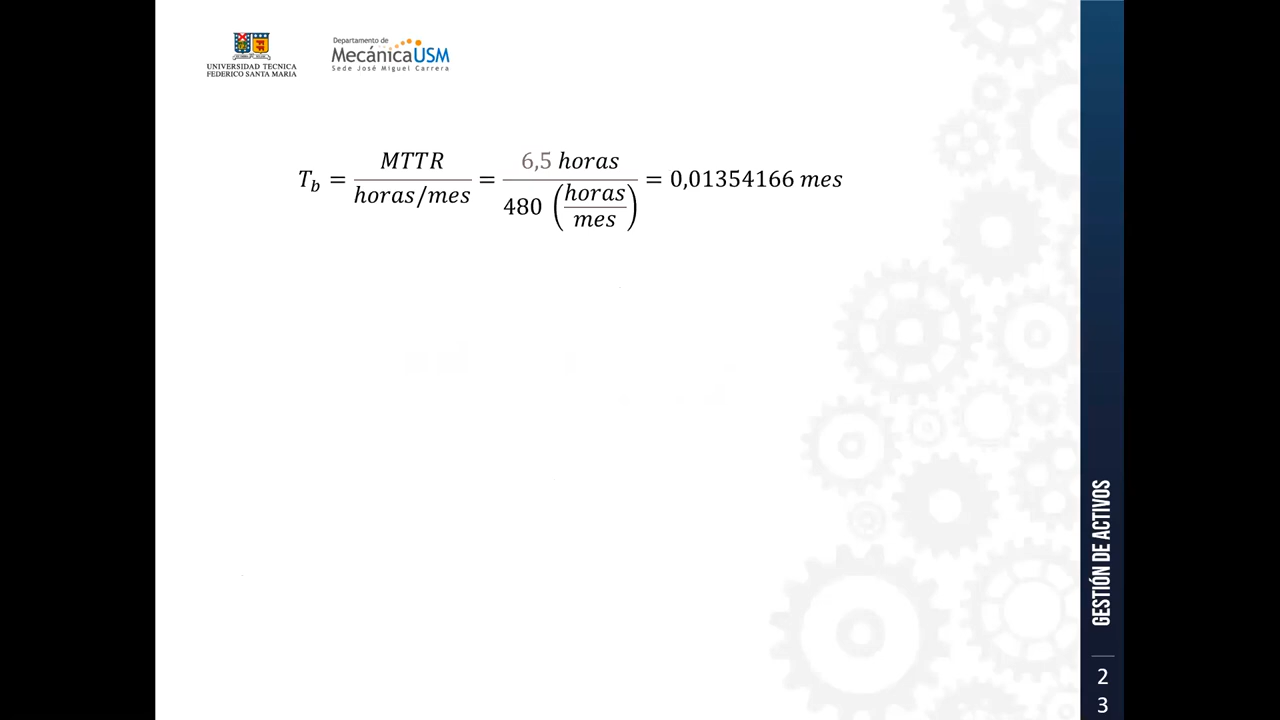 UNIVERSIDAD TECNICA
FEDERICO SANTA MARIA
Departamento de
MecánicaUSM
Sede José Miguel Carrera
T_b = MTTR / (horas/mes) = 6,5 horas / (480 (horas/mes)) = 0,01354166 mes
GESTIÓN DE ACTIVOS
2
3